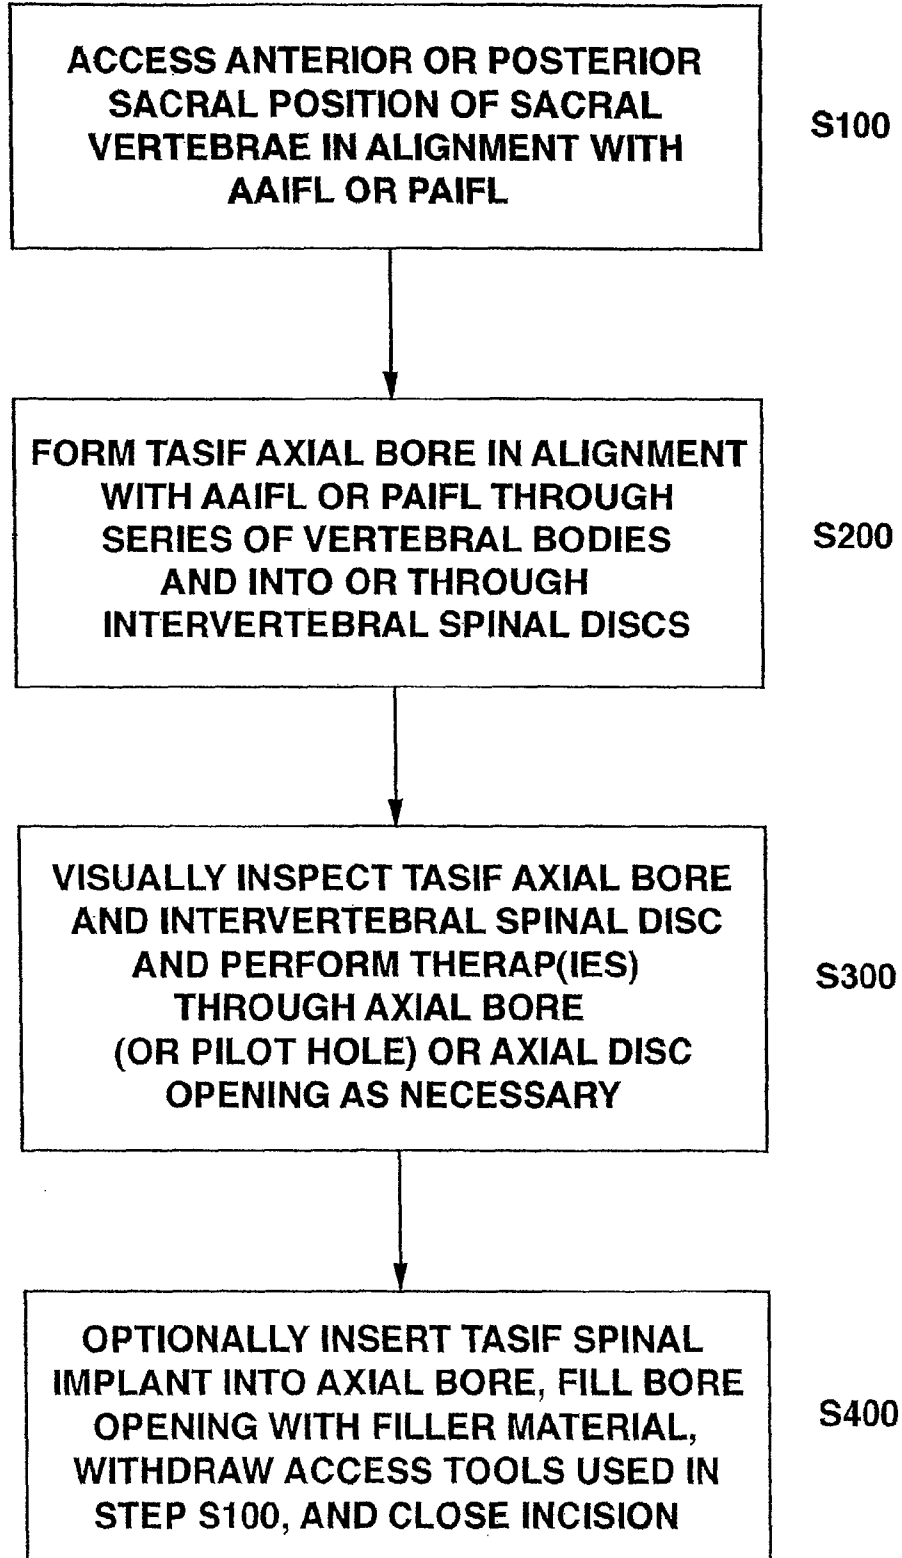 ACCESS ANTERIOR OR POSTERIOR
SACRAL POSITION OF SACRAL
VERTEBRAE IN ALIGNMENT WITH
AAIFL OR PAIFL
S100
FORM TASIF AXIAL BORE IN ALIGNMENT
WITH AAIFL OR PAIFL THROUGH
SERIES OF VERTEBRAL BODIES
AND INTO OR THROUGH
INTERVERTEBRAL SPINAL DISCS
S200
VISUALLY INSPECT TASIF AXIAL BORE
AND INTERVERTEBRAL SPINAL DISC
AND PERFORM THERAP(IES)
THROUGH AXIAL BORE
(OR PILOT HOLE) OR AXIAL DISC
OPENING AS NECESSARY
S300
OPTIONALLY INSERT TASIF SPINAL
IMPLANT INTO AXIAL BORE, FILL BORE
OPENING WITH FILLER MATERIAL,
WITHDRAW ACCESS TOOLS USED IN
STEP S100, AND CLOSE INCISION
S400